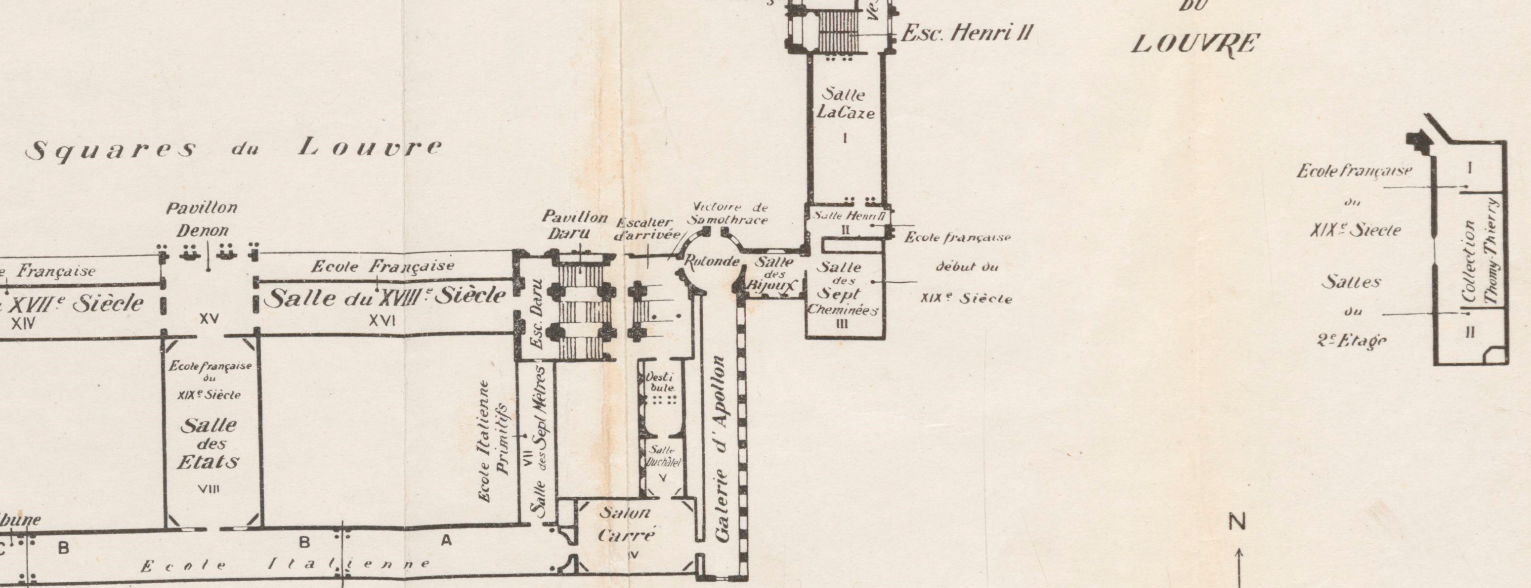 DU
LOUVRE
Esc. Henri II
Salle
LaCaze
I
Squares du Louvre
Pavillon
Denon
Pavillon
Daru
Escalier
d'arrivée
Victoire de
Samothrace
Salle Henri II
II
Ecole française
début du
XIXe Siècle
Ecole française
du
XIXe Siecle
Salles
du
2e Etage
I
Collection
Thomy-Thierry
II
e Française
XVIIe Siècle
XIV
XV
Ecole Française
Salle du XVIIIe Siècle
XVI
Esc. Daru
Rotonde
Salle
des
Bijoux
Salle
des
Sept
Cheminées
III
Ecole française
du
XIXe Siècle
Salle
des
Etats
VIII
Ecole Italienne
Primitifs
VII
Salle des Sept Mètres
Vesti
bule
Salle
Duchâtel
V
Galerie d'Apollon
Salon
Carré
IV
bune
C
B
B
A
Ecole Italienne
N